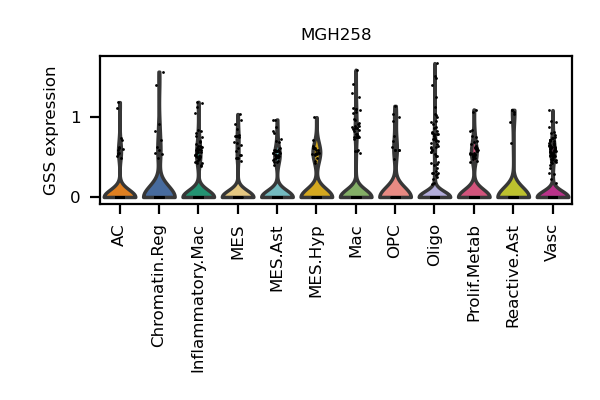 MGH258
GSS expression
1
0
AC
Chromatin.Reg
Inflammatory.Mac
MES
MES.Ast
MES.Hyp
Mac
OPC
Oligo
Prolif.Metab
Reactive.Ast
Vasc